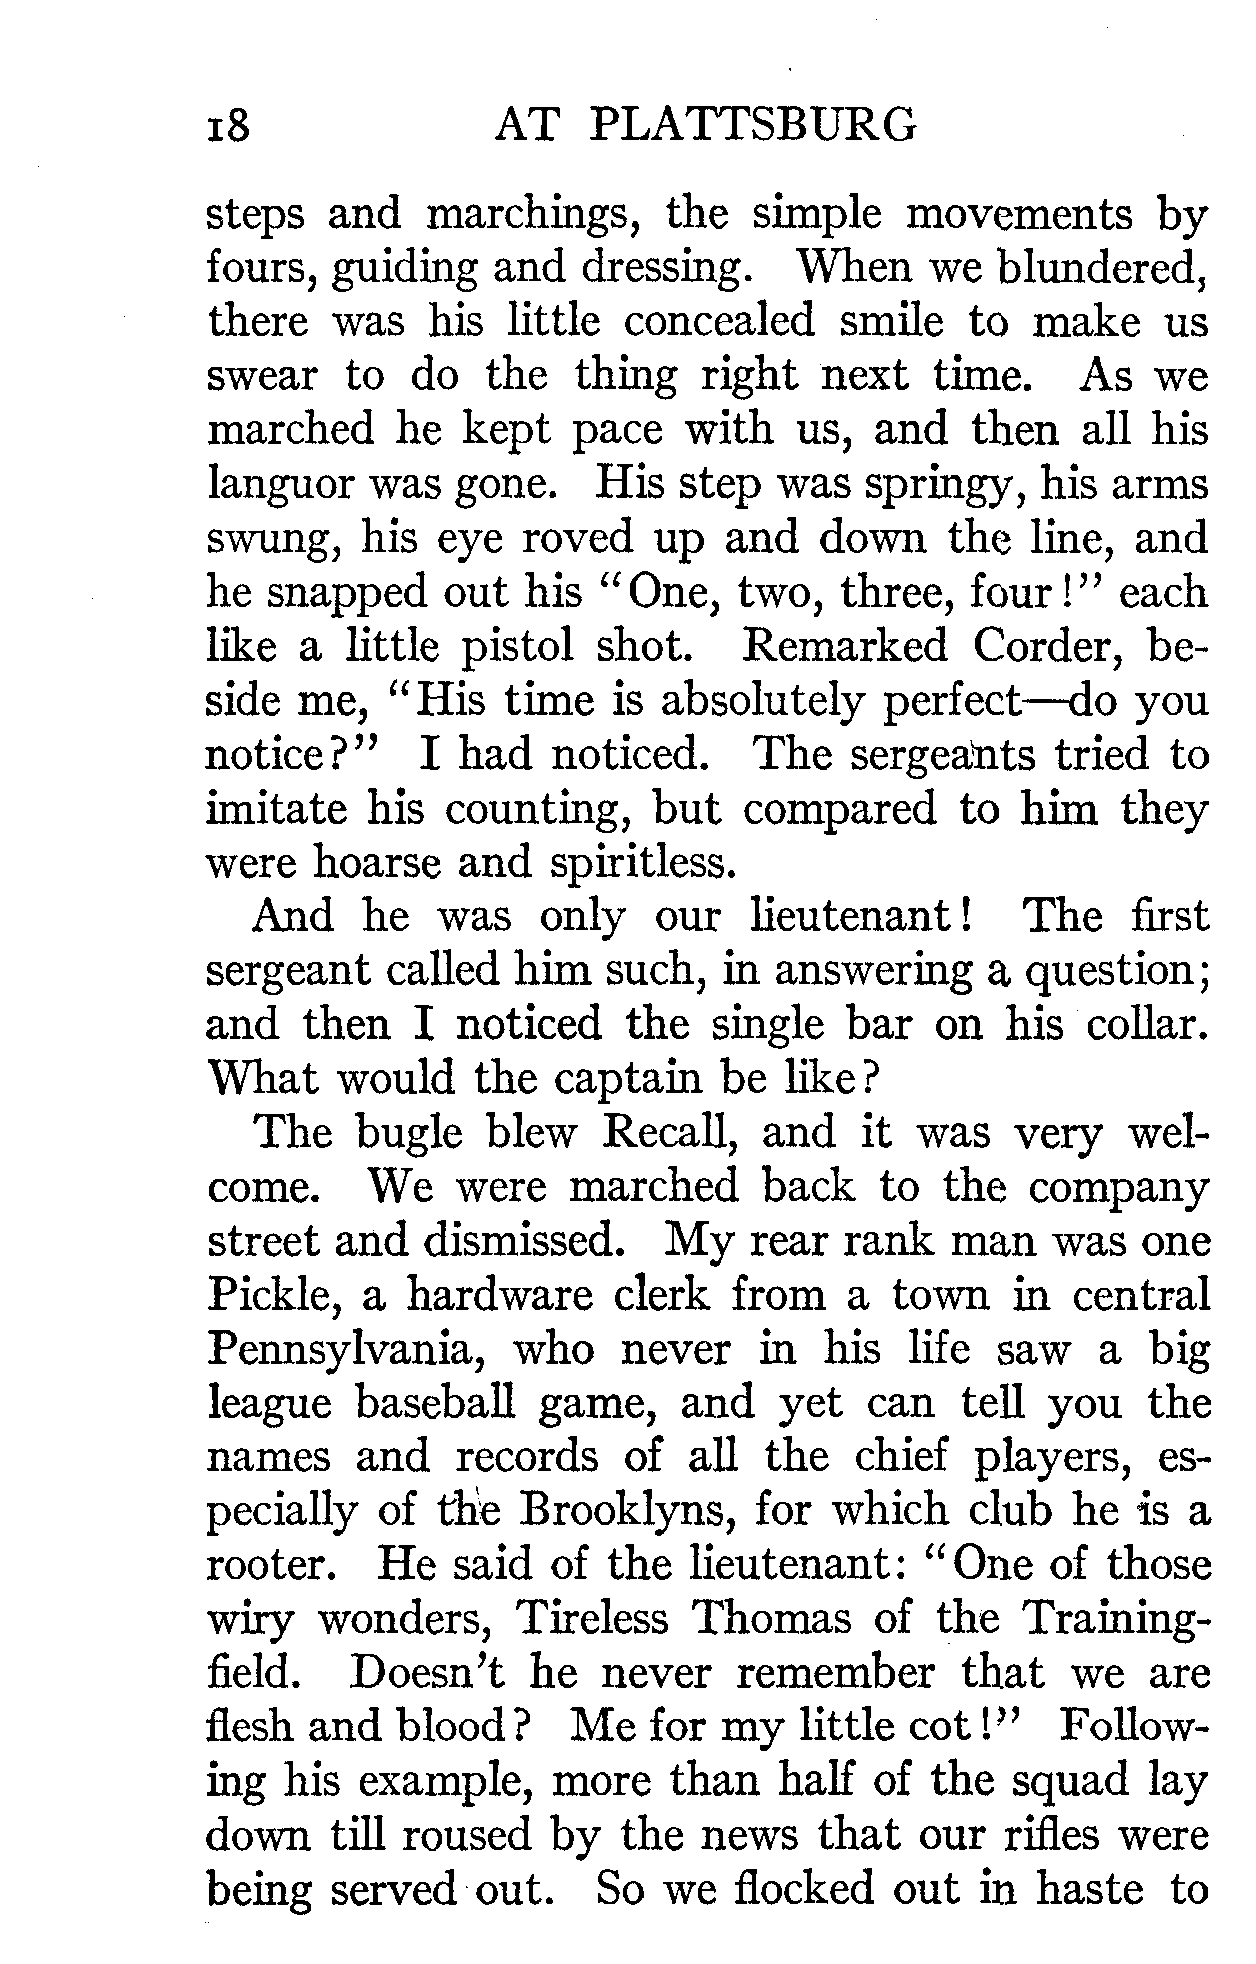 18 AT PLATTSBURG
steps and marchings, the simple movements by
fours, guiding and dressing. When we blundered,
there was his little concealed smile to make us
swear to do the thing right next time. As we
marched he kept pace with us, and then all his
languor was gone. His step was springy, his arms
swung, his eye roved up and down the line, and
he snapped out his "One, two, three, four!" each
like a little pistol shot. Remarked Corder, be-
side me, "His time is absolutely perfect—do you
notice?" I had noticed. The sergeants tried to
imitate his counting, but compared to him they
were hoarse and spiritless.
And he was only our lieutenant! The first
sergeant called him such, in answering a question;
and then I noticed the single bar on his collar.
What would the captain be like?
The bugle blew Recall, and it was very wel-
come. We were marched back to the company
street and dismissed. My rear rank man was one
Pickle, a hardware clerk from a town in central
Pennsylvania, who never in his life saw a big
league baseball game, and yet can tell you the
names and records of all the chief players, es-
pecially of the Brooklyns, for which club he is a
rooter. He said of the lieutenant: "One of those
wiry wonders, Tireless Thomas of the Training-
field. Doesn't he never remember that we are
flesh and blood? Me for my little cot!" Follow-
ing his example, more than half of the squad lay
down till roused by the news that our rifles were
being served out. So we flocked out in haste to